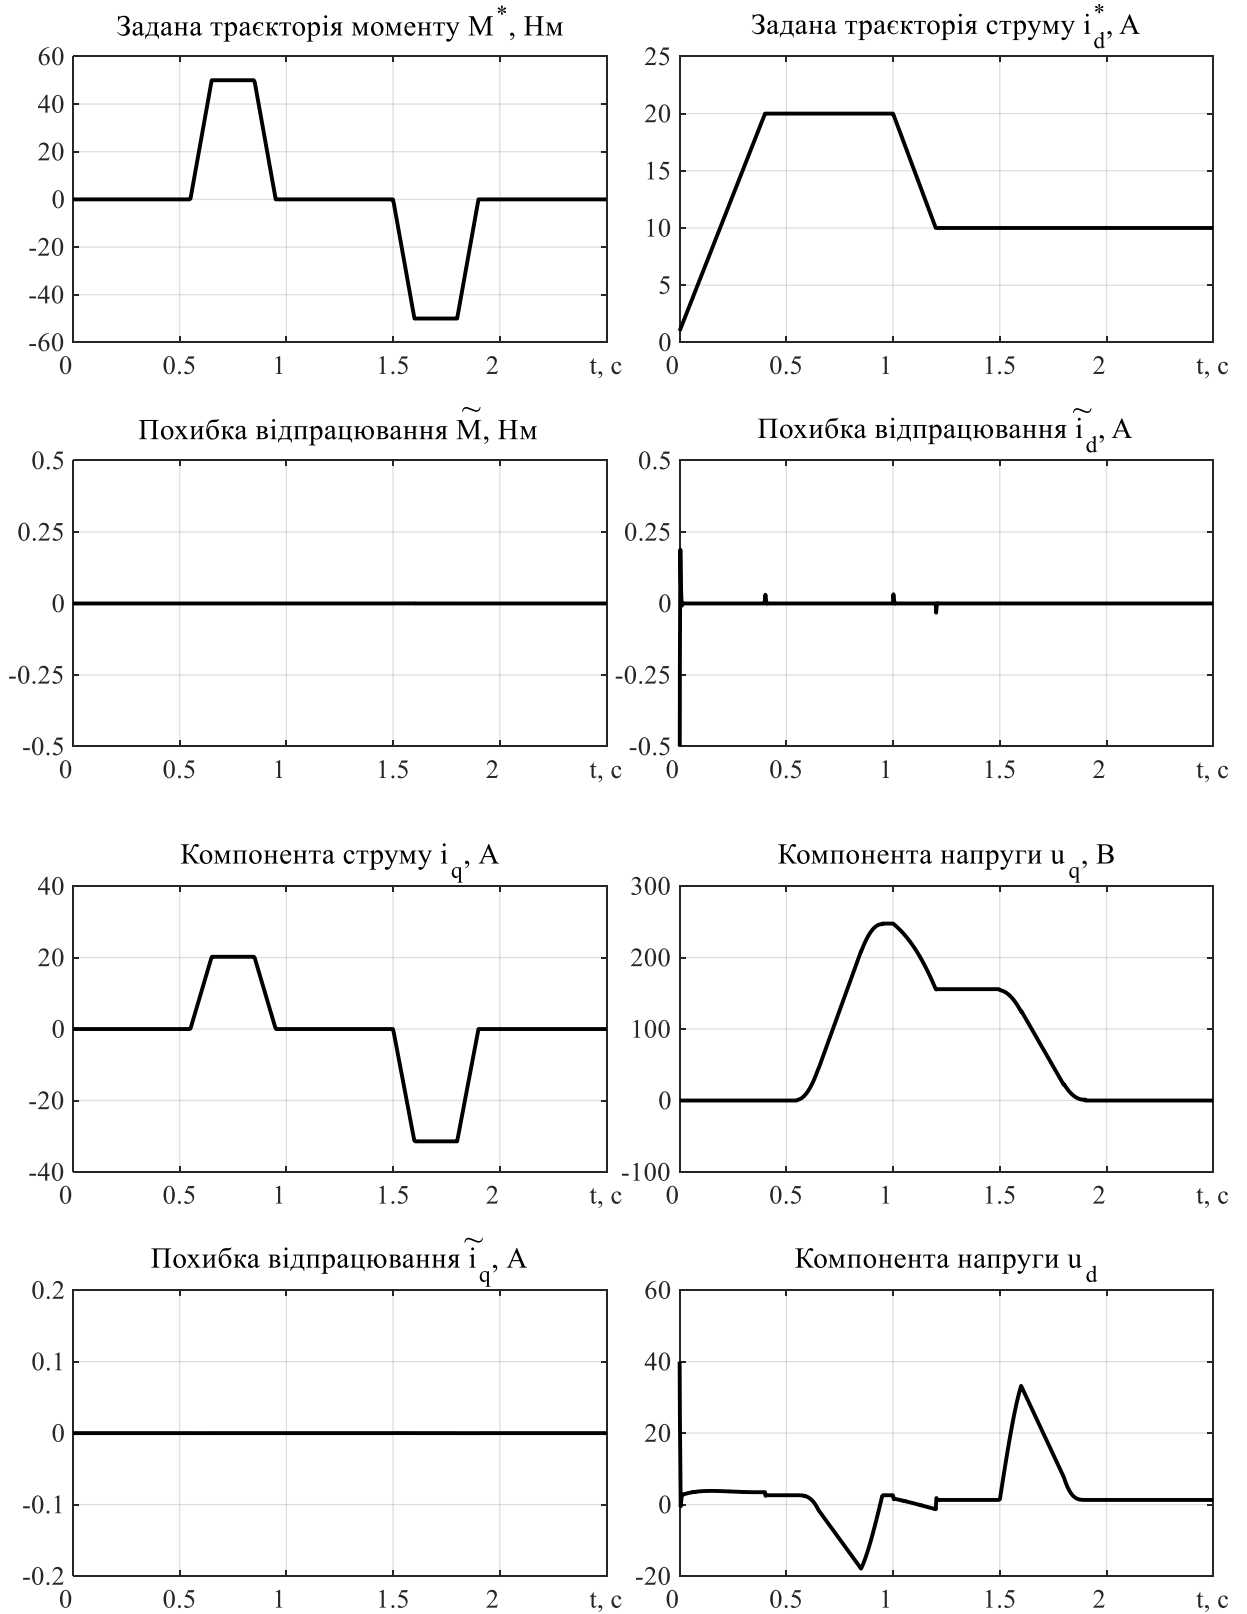 Задана траєкторія моменту M*, Нм
60
40
20
0
-20
-40
-60
0 0.5 1 1.5 2 t, с
Задана траєкторія струму i*d, А
25
20
15
10
5
0
0 0.5 1 1.5 2 t, с
Похибка відпрацювання M̃, Нм
0.5
0.25
0
-0.25
-0.5
0 0.5 1 1.5 2 t, с
Похибка відпрацювання ĩd, А
0.5
0.25
0
-0.25
-0.5
0 0.5 1 1.5 2 t, с
Компонента струму iq, А
40
20
0
-20
-40
0 0.5 1 1.5 2 t, с
Компонента напруги uq, В
300
200
100
0
-100
0 0.5 1 1.5 2 t, с
Похибка відпрацювання ĩq, А
0.2
0.1
0
-0.1
-0.2
0 0.5 1 1.5 2 t, с
Компонента напруги ud
60
40
20
0
-20
0 0.5 1 1.5 2 t, с